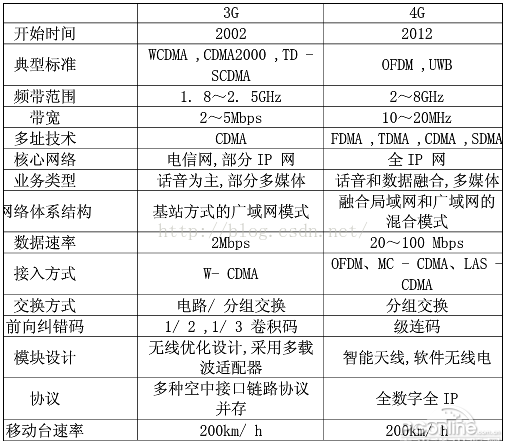 3G 4G
开始时间 2002 2012
典型标准 WCDMA ,CDMA2000 ,TD - SCDMA OFDM ,UWB
频带范围 1. 8～2. 5GHz 2～8GHz
带宽 2～5Mbps 10～20MHz
多址技术 CDMA FDMA ,TDMA ,CDMA ,SDMA
核心网络 电信网,部分 IP 网 全 IP 网
业务类型 话音为主,部分多媒体 话音和数据融合,多媒体
网络体系结构 基站方式的广域网模式 融合局域网和广域网的混合模式
数据速率 2Mbps 20～100 Mbps
接入方式 W- CDMA OFDM、MC - CDMA、LAS - CDMA
交换方式 电路/ 分组交换 分组交换
前向纠错码 1/ 2 ,1/ 3 卷积码 级连码
模块设计 无线优化设计,采用多载波适配器 智能天线,软件无线电
协议 多种空中接口链路协议并存 全数字全 IP
移动台速率 200km/ h 200km/ h
http://blog.csdn.net/